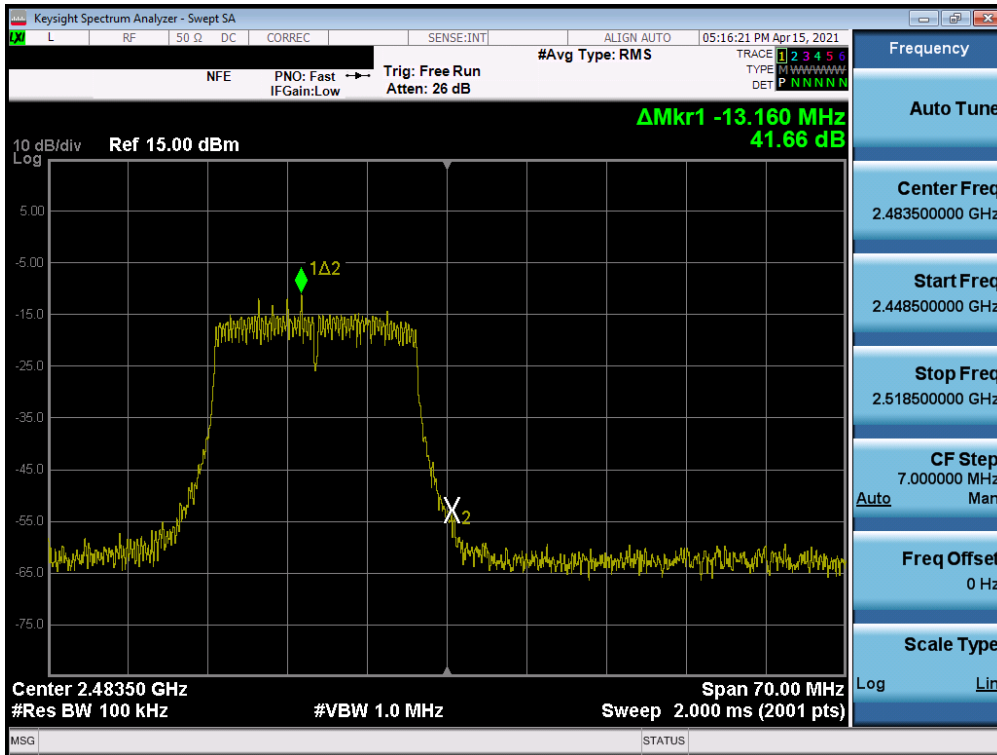 Keysight Spectrum Analyzer - Swept SA
LXI L RF 50 Ω DC CORREC SENSE:INT ALIGN AUTO 05:16:21 PM Apr 15, 2021
NFE PNO: Fast Trig: Free Run #Avg Type: RMS TRACE 1 2 3 4 5 6
IFGain:Low Atten: 26 dB TYPE M WWWWW
DET P N N N N N
Frequency
Auto Tune
Center Freq
2.483500000 GHz
Start Freq
2.448500000 GHz
Stop Freq
2.518500000 GHz
CF Step
7.000000 MHz
Auto Man
Freq Offset
0 Hz
Scale Type
Log Lin
ΔMkr1 -13.160 MHz
41.66 dB
10 dB/div Ref 15.00 dBm
Log
5.00
-5.00
-15.0
-25.0
-35.0
-45.0
-55.0
-65.0
-75.0
1Δ2
X2
Center 2.48350 GHz Span 70.00 MHz
#Res BW 100 kHz #VBW 1.0 MHz Sweep 2.000 ms (2001 pts)
MSG STATUS